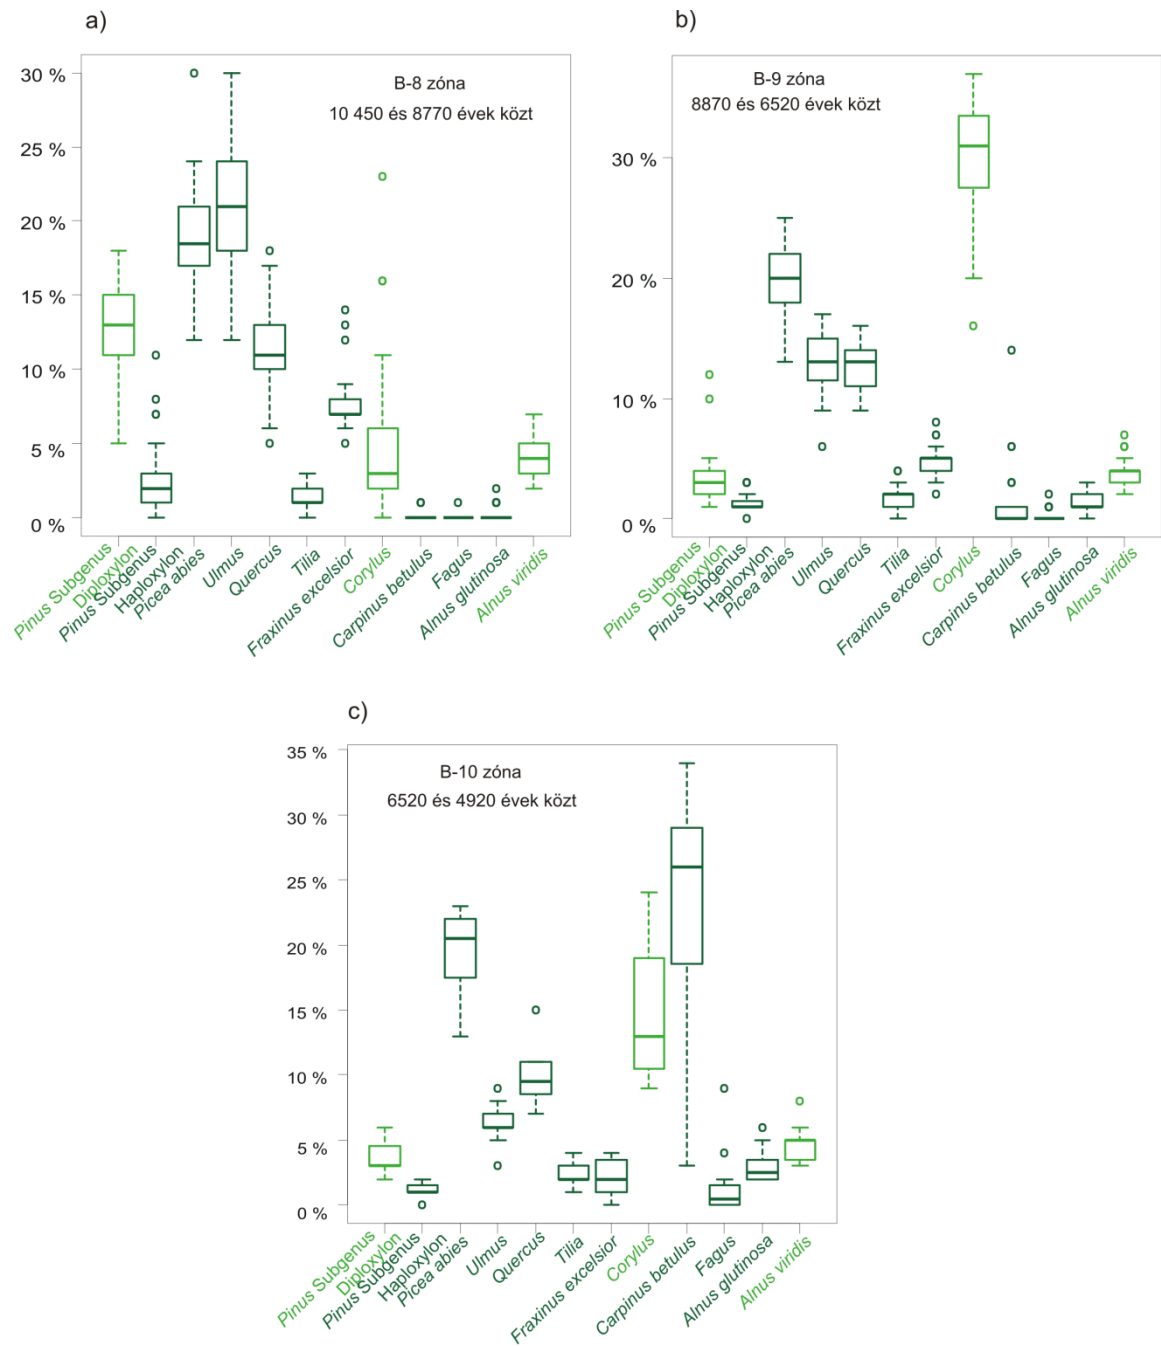 a)
B-8 zóna
10 450 és 8770 évek közt
30 %
25 %
20 %
15 %
10 %
5 %
0 %
Pinus Subgenus
Diploxylon
Pinus Subgenus
Haploxylon
Picea abies
Ulmus
Quercus
Tilia
Fraxinus excelsior
Corylus
Carpinus betulus
Fagus
Alnus glutinosa
Alnus viridis
b)
B-9 zóna
8870 és 6520 évek közt
30 %
20 %
10 %
0 %
Pinus Subgenus
Diploxylon
Pinus Subgenus
Haploxylon
Picea abies
Ulmus
Quercus
Tilia
Fraxinus excelsior
Corylus
Carpinus betulus
Fagus
Alnus glutinosa
Alnus viridis
c)
B-10 zóna
6520 és 4920 évek közt
35 %
30 %
25 %
20 %
15 %
10 %
5 %
0 %
Pinus Subgenus
Diploxylon
Pinus Subgenus
Haploxylon
Picea abies
Ulmus
Quercus
Tilia
Fraxinus excelsior
Corylus
Carpinus betulus
Fagus
Alnus glutinosa
Alnus viridis